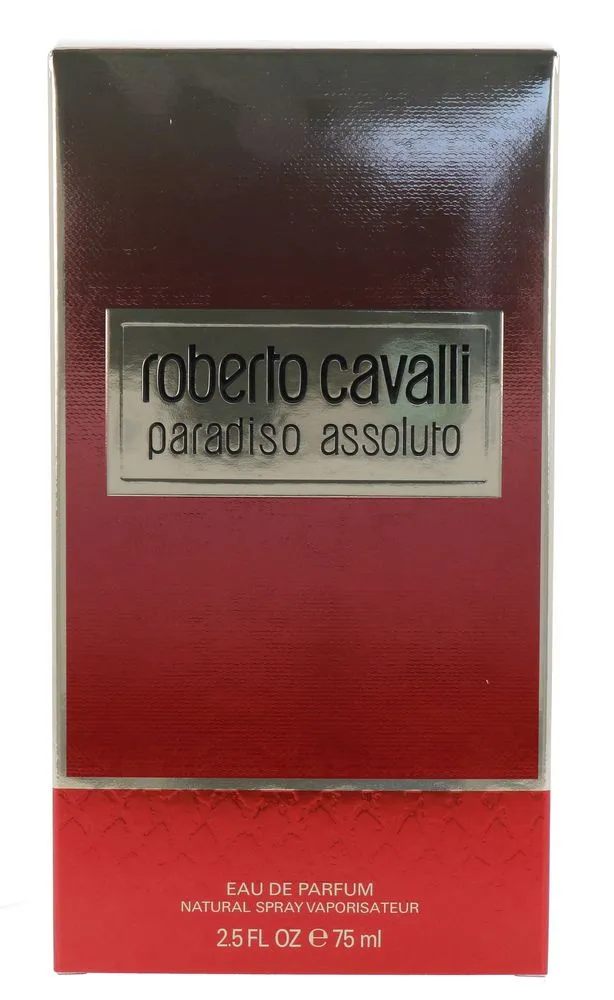 roberto cavalli
paradiso assoluto
EAU DE PARFUM
NATURAL SPRAY VAPORISATEUR
2.5 FL OZ ℮ 75 ml